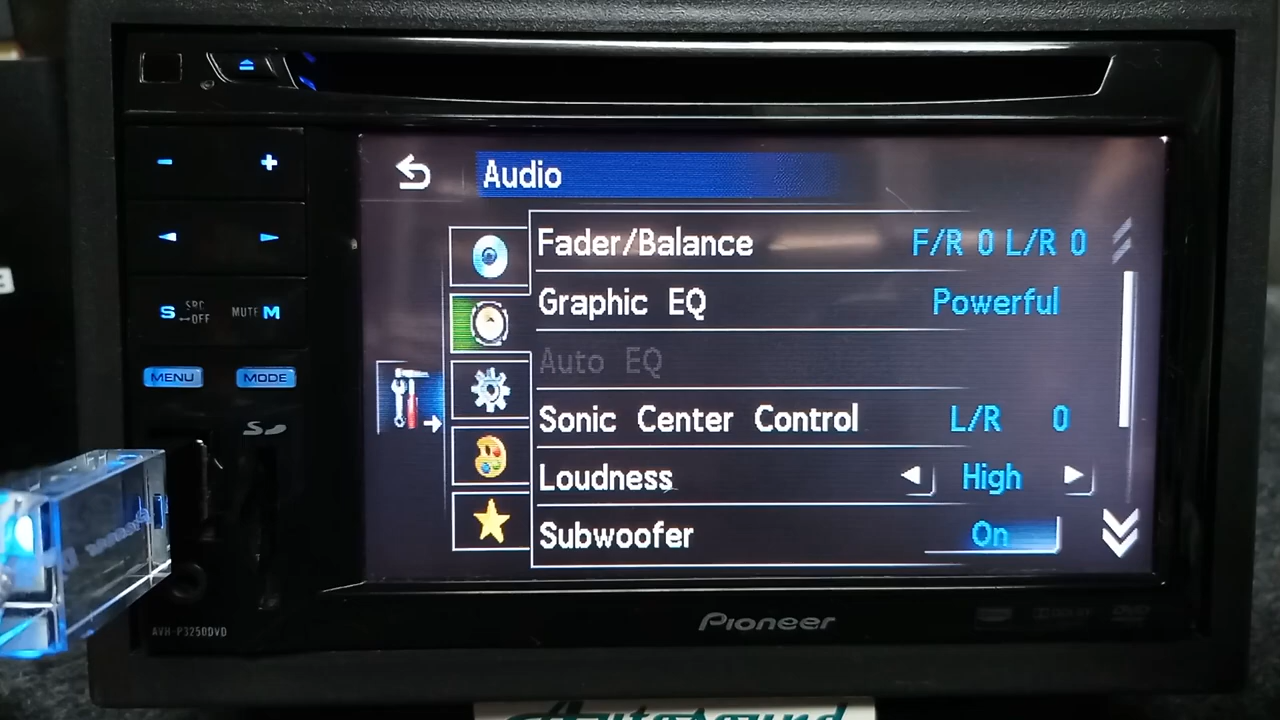 - +
S SRC OFF MUTE M
MENU MODE
AVH-P3250DVD
Audio
Fader/Balance F/R 0 L/R 0
Graphic EQ Powerful
Auto EQ
Sonic Center Control L/R 0
Loudness High
Subwoofer On
Pioneer
Autosound